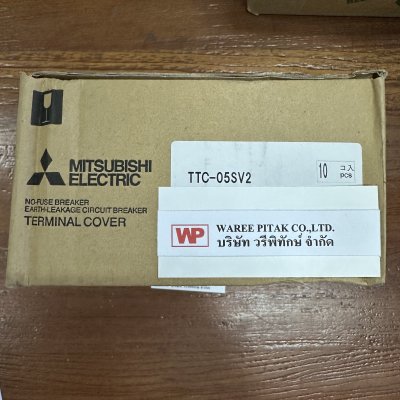 MITSUBISHI
ELECTRIC
NO-FUSE BREAKER
EARTH-LEAKAGE CIRCUIT BREAKER
TERMINAL COVER
TTC-05SV2
10 コ入
pcs
WP
WAREE PITAK CO.,LTD.
บริษัท วรีพิทักษ์ จำกัด